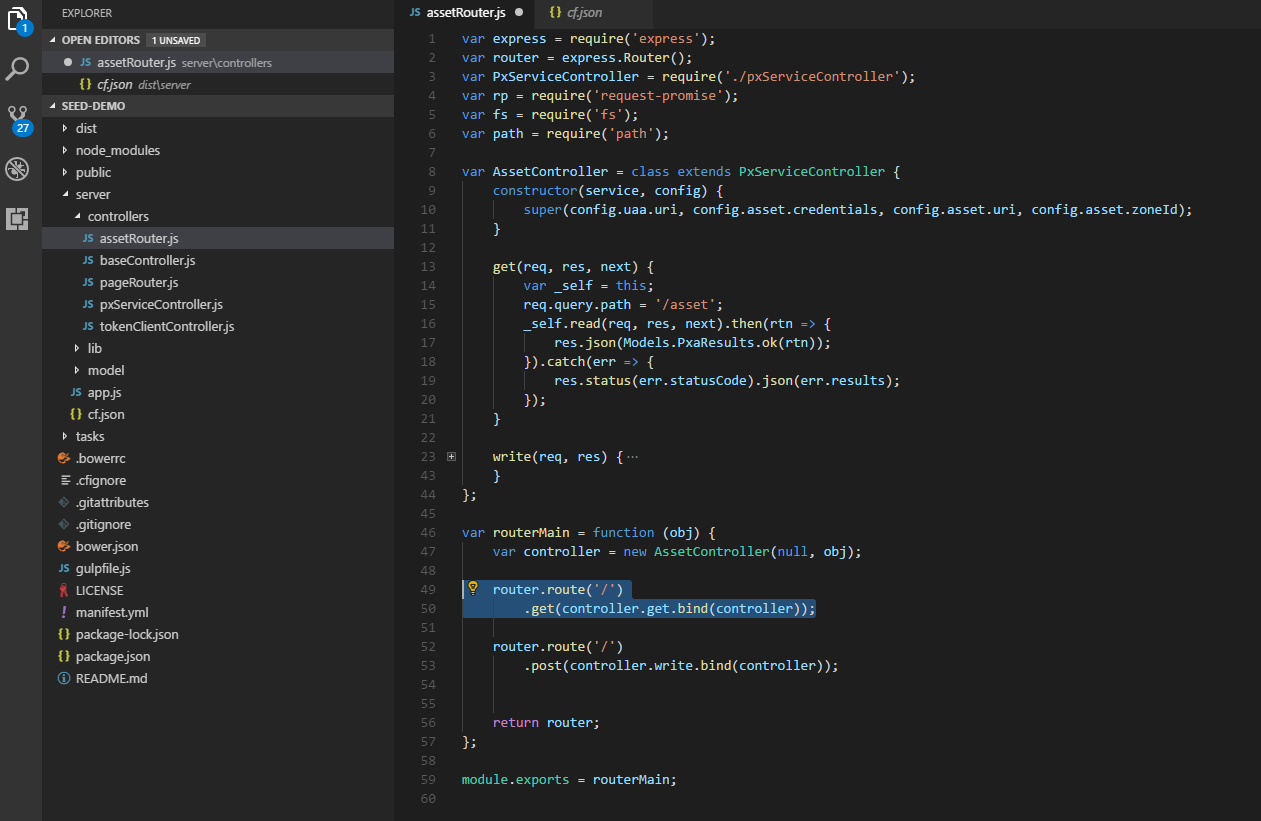 EXPLORER
OPEN EDITORS 1 UNSAVED
JS assetRouter.js server\controllers
{} cf.json dist\server
SEED-DEMO
dist
node_modules
public
server
controllers
JS assetRouter.js
JS baseController.js
JS pageRouter.js
JS pxServiceController.js
JS tokenClientController.js
lib
model
JS app.js
{} cf.json
tasks
.bowerrc
.cfignore
.gitattributes
.gitignore
bower.json
JS gulpfile.js
LICENSE
! manifest.yml
{} package-lock.json
{} package.json
README.md
1
27
JS assetRouter.js {} cf.json
1 var express = require('express');
2 var router = express.Router();
3 var PxServiceController = require('./pxServiceController');
4 var rp = require('request-promise');
5 var fs = require('fs');
6 var path = require('path');
7
8 var AssetController = class extends PxServiceController {
9 constructor(service, config) {
10 super(config.uaa.uri, config.asset.credentials, config.asset.uri, config.asset.zoneId);
11 }
12
13 get(req, res, next) {
14 var _self = this;
15 req.query.path = '/asset';
16 _self.read(req, res, next).then(rtn => {
17 res.json(Models.PxaResults.ok(rtn));
18 }).catch(err => {
19 res.status(err.statusCode).json(err.results);
20 });
21 }
22
23 write(req, res) { ...
43 }
44 };
45
46 var routerMain = function (obj) {
47 var controller = new AssetController(null, obj);
48
49 router.route('/')
50 .get(controller.get.bind(controller));
51
52 router.route('/')
53 .post(controller.write.bind(controller));
54
55
56 return router;
57 };
58
59 module.exports = routerMain;
60